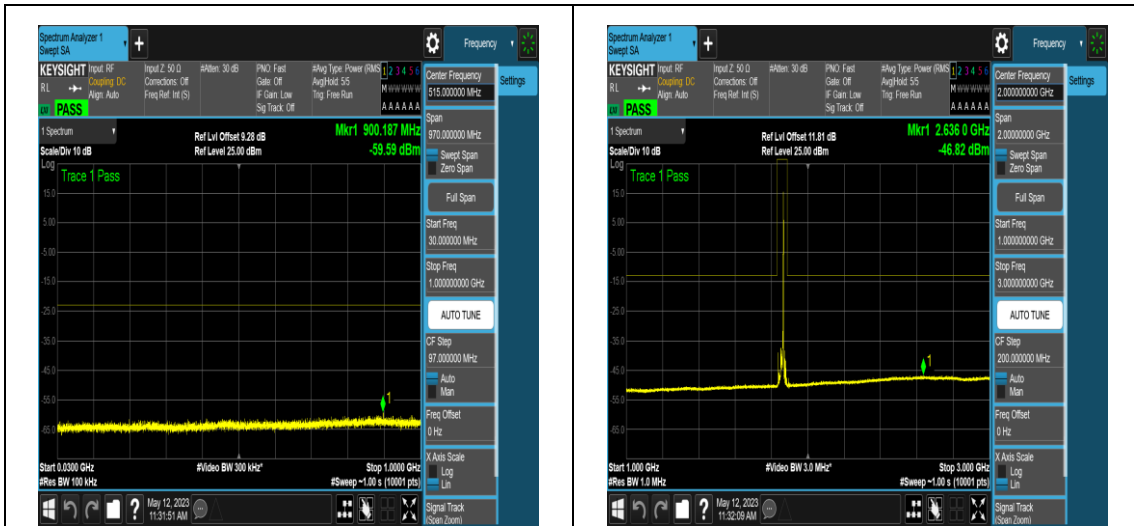 Spectrum Analyzer 1
Swept SA
+
Frequency
KEYSIGHT
RL
Input: RF
Coupling: DC
Align: Auto
Input Z: 50 Ω
Corrections: Off
Freq Ref: Int (S)
#Atten: 30 dB
PNO: Fast
Gate: Off
IF Gain: Low
Sig Track: Off
#Avg Type: Power (RMS
Avg|Hold: 5/5
Trig: Free Run
1 2 3 4 5 6
M W W W W W
A A A A A A
PASS
Center Frequency
515.000000 MHz
Settings
1 Spectrum
Scale/Div 10 dB
Ref Lvl Offset 9.28 dB
Ref Level 25.00 dBm
Mkr1 900.187 MHz
-59.59 dBm
Span
970.000000 MHz
Swept Span
Zero Span
Full Span
Start Freq
30.000000 MHz
Stop Freq
1.000000000 GHz
AUTO TUNE
CF Step
97.000000 MHz
Auto
Man
Freq Offset
0 Hz
X Axis Scale
Log
Lin
Signal Track
(Span Zoom)
Log
Trace 1 Pass
15.0
5.00
-5.00
-15.0
-25.0
-35.0
-45.0
-55.0
-65.0
1
Start 0.0300 GHz
#Res BW 100 kHz
#Video BW 300 kHz*
Stop 1.0000 GHz
#Sweep ~1.00 s (10001 pts)
?
May 12, 2023
11:31:51 AM
Spectrum Analyzer 1
Swept SA
+
Frequency
KEYSIGHT
RL
Input: RF
Coupling: DC
Align: Auto
Input Z: 50 Ω
Corrections: Off
Freq Ref: Int (S)
#Atten: 30 dB
PNO: Fast
Gate: Off
IF Gain: Low
Sig Track: Off
#Avg Type: Power (RMS
Avg|Hold: 5/5
Trig: Free Run
1 2 3 4 5 6
M W W W W W
A A A A A A
PASS
Center Frequency
2.000000000 GHz
Settings
1 Spectrum
Scale/Div 10 dB
Ref Lvl Offset 11.81 dB
Ref Level 25.00 dBm
Mkr1 2.636 0 GHz
-46.82 dBm
Span
2.00000000 GHz
Swept Span
Zero Span
Full Span
Start Freq
1.000000000 GHz
Stop Freq
3.000000000 GHz
AUTO TUNE
CF Step
200.000000 MHz
Auto
Man
Freq Offset
0 Hz
X Axis Scale
Log
Lin
Signal Track
(Span Zoom)
Log
Trace 1 Pass
15.0
5.00
-5.00
-15.0
-25.0
-35.0
-45.0
-55.0
-65.0
1
Start 1.000 GHz
#Res BW 1.0 MHz
#Video BW 3.0 MHz*
Stop 3.000 GHz
#Sweep ~1.00 s (10001 pts)
?
May 12, 2023
11:32:09 AM